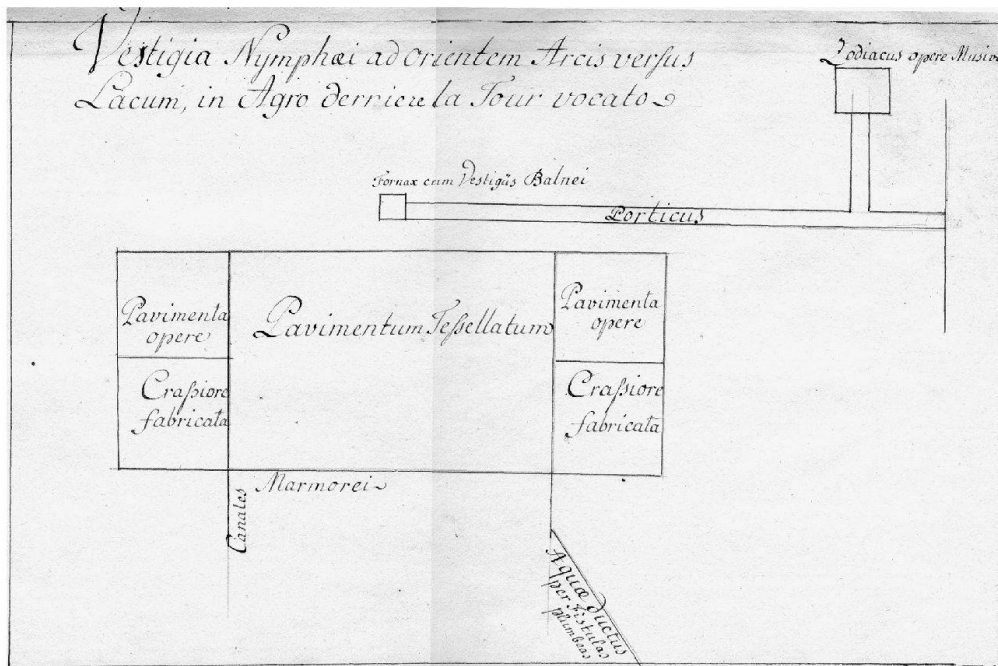 Vestigia Nymphæi ad orientem Arcis versus
Lacum, in Agro derriere la Tour vocato
Zodiacus opere Musivo
Fornax cum Vestigiis Balnei
Porticus
Pavimenta
opere
Pavimentum Tessellatum
Pavimenta
opere
Crassiore
fabricata
Crassiore
fabricata
Marmorei
Canales
Aquæ ductus
per fistulas
plumbeas